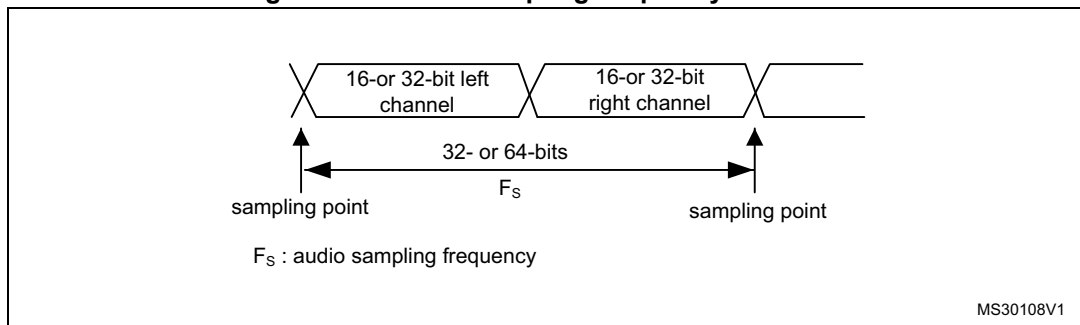 16-or 32-bit left
channel
16-or 32-bit
right channel
32- or 64-bits
FS
sampling point
sampling point
FS : audio sampling frequency
MS30108V1